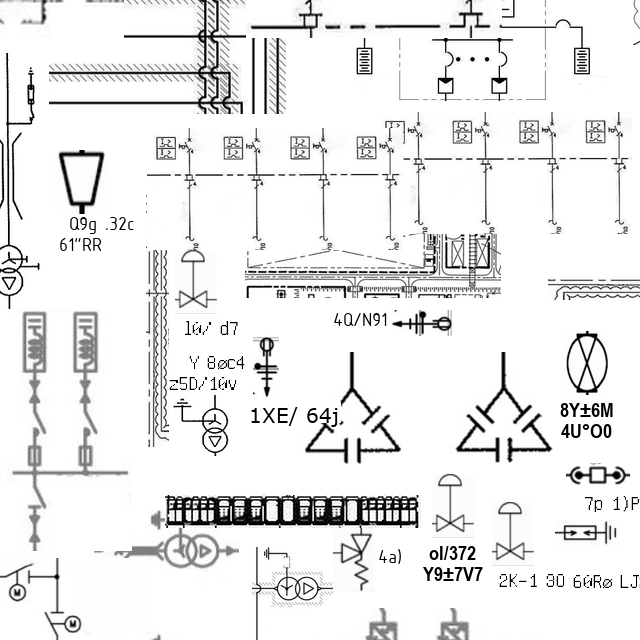 Q9g .32c
61"RR
4Q/N91
10/ d7
Y 8øc4
z5D/10v
1XE/ 64j
8Y±6M
4U°O0
7p 1)P
4a)
ol/372
Y9±7V7
2K-1 30 60Rø LJ
M
M